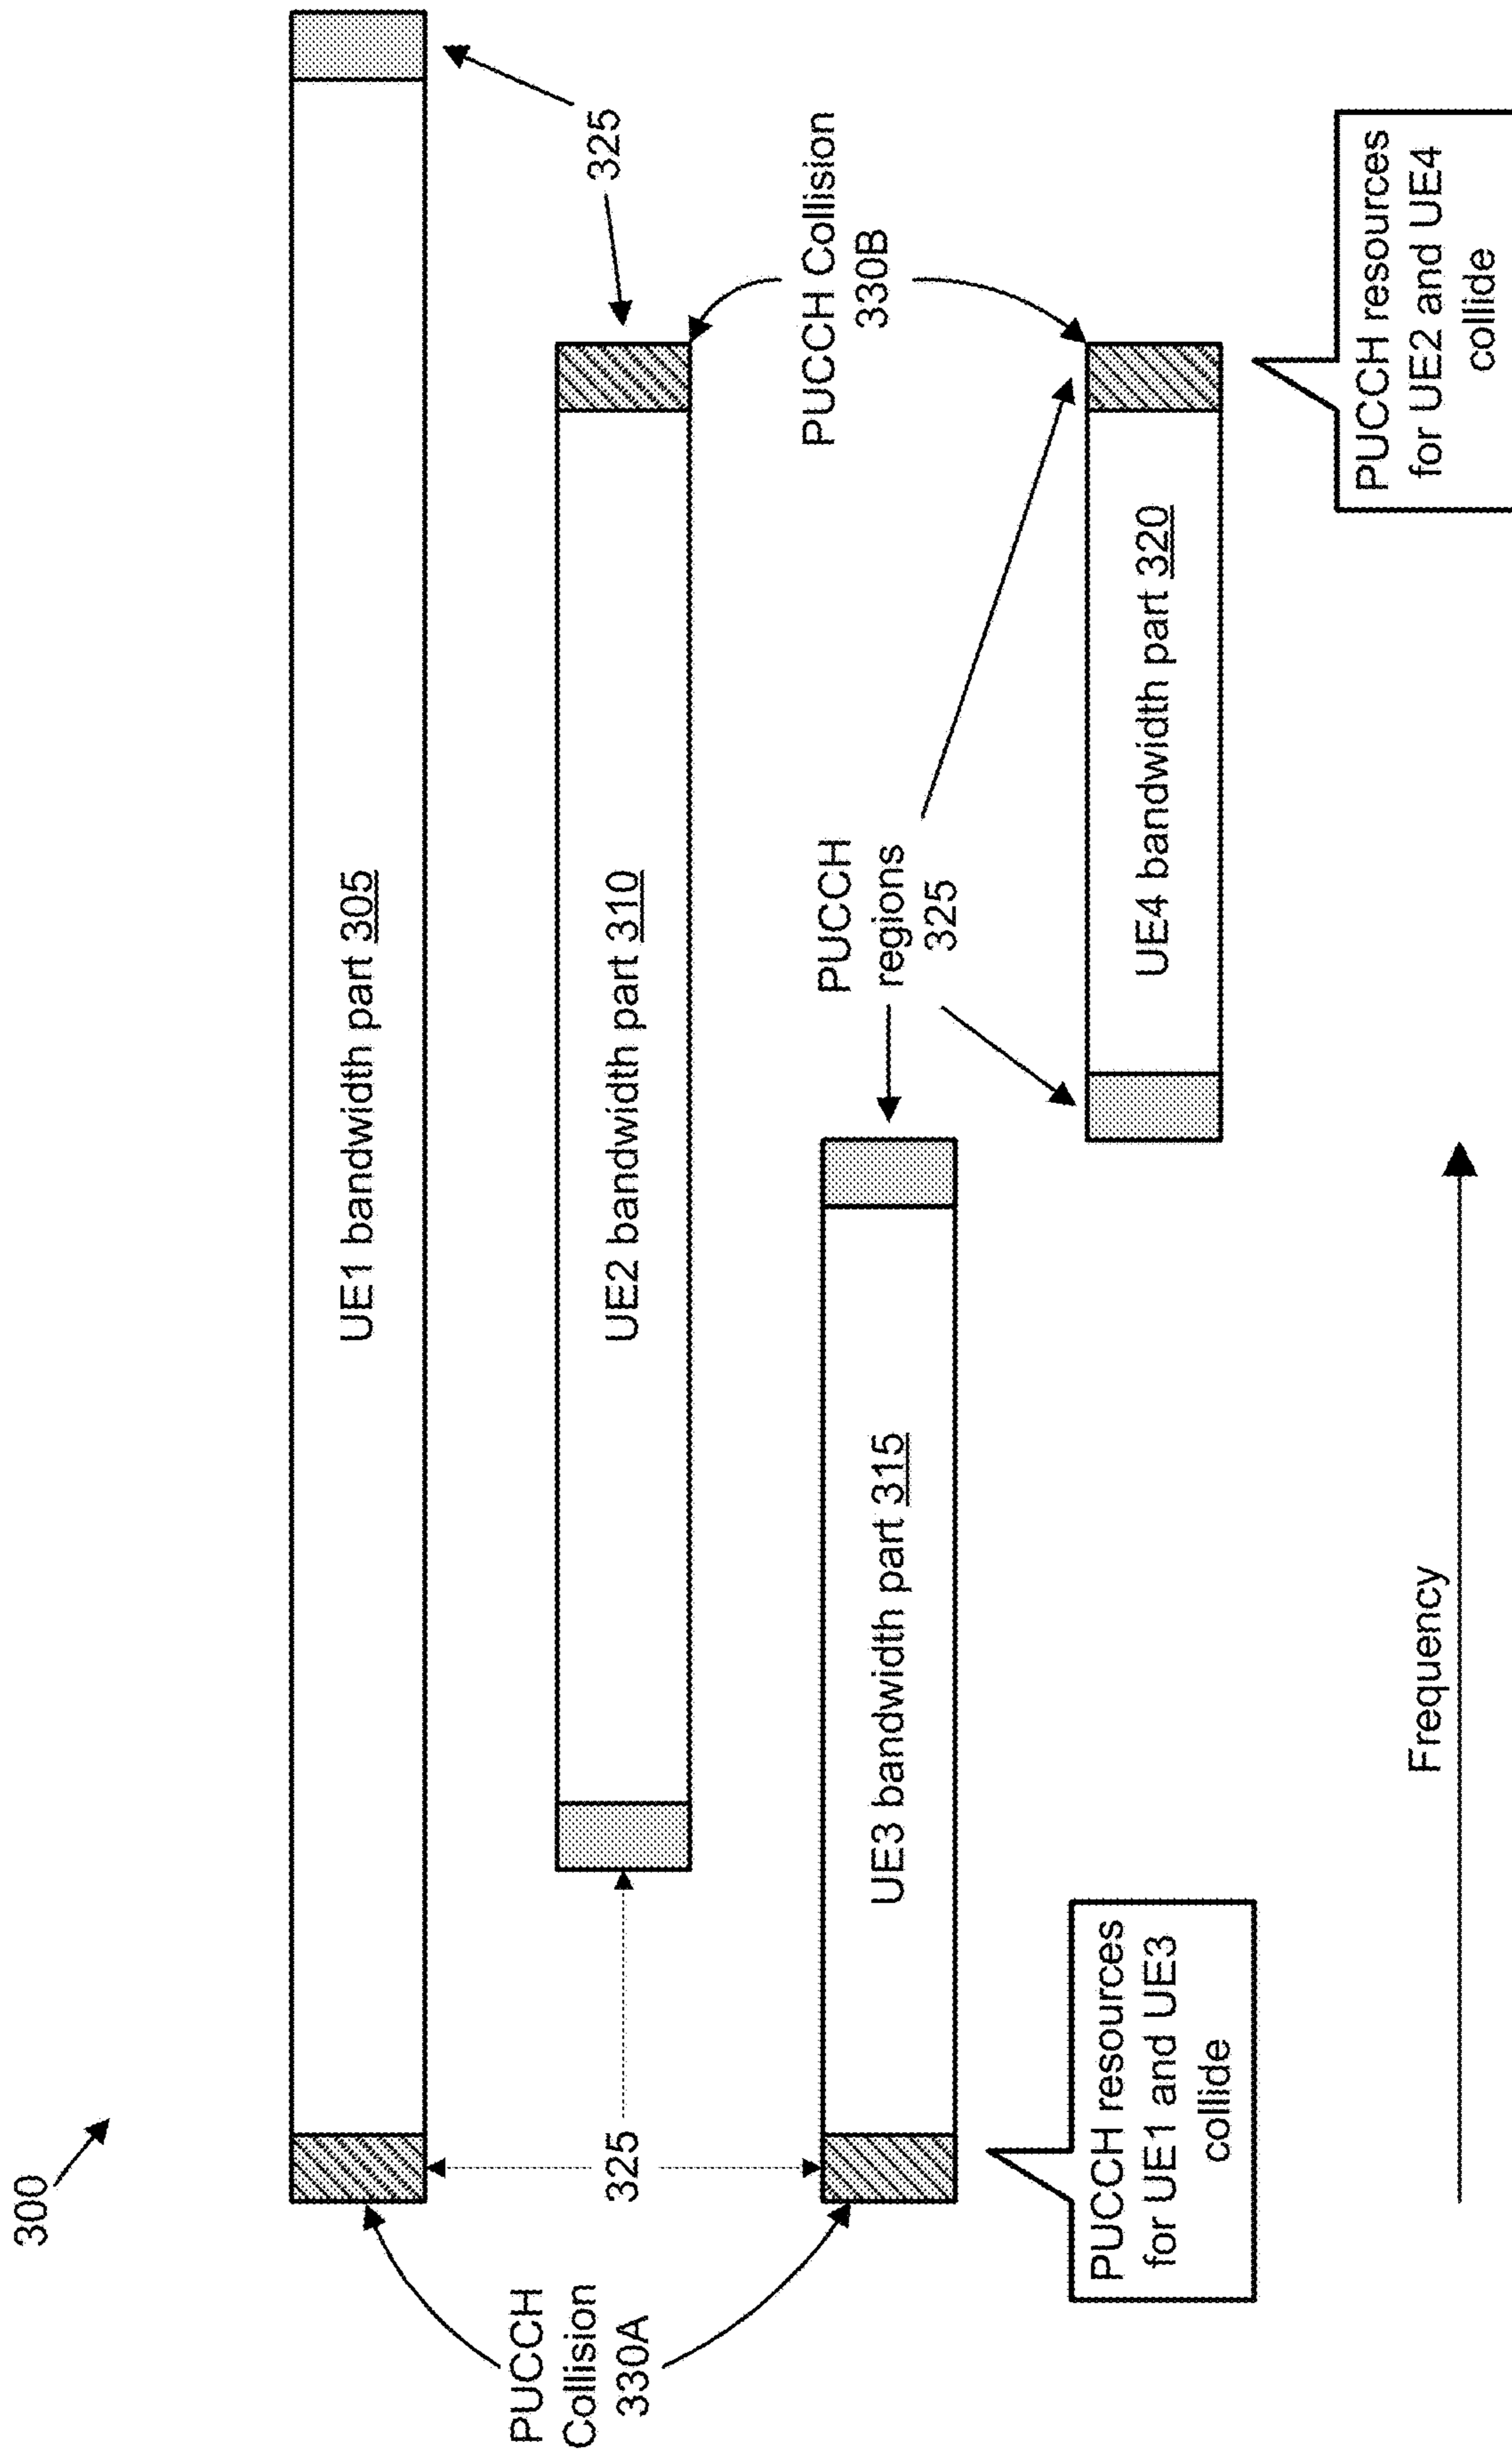 300
UE1 bandwidth part 305
325
UE2 bandwidth part 310
PUCCH
Collision
330A
325
PUCCH Collision
330B
PUCCH
regions
325
UE3 bandwidth part 315
UE4 bandwidth part 320
PUCCH resources
for UE1 and UE3
collide
PUCCH resources
for UE2 and UE4
collide
Frequency